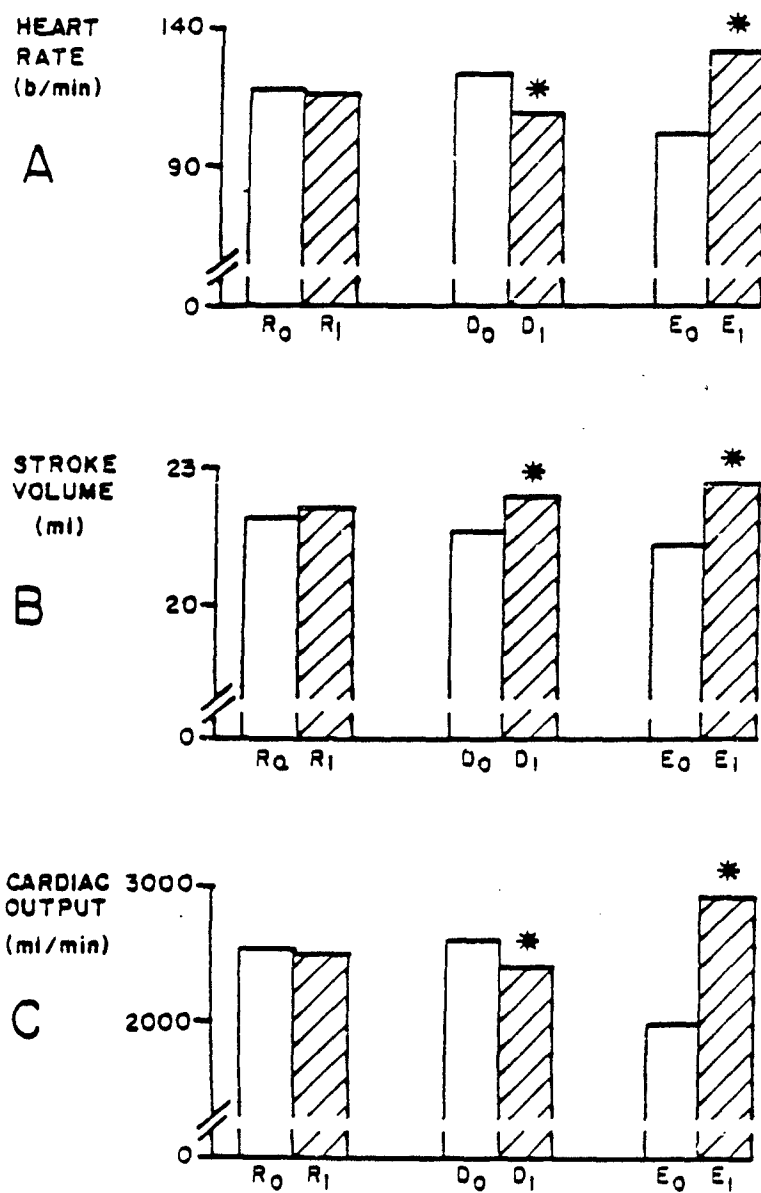 HEART
RATE
(b/min)
A
140
90
0
*
*
R₀ R₁ D₀ D₁ E₀ E₁
STROKE
VOLUME
(ml)
B
23
20
0
*
*
Ra R₁ D₀ D₁ E₀ E₁
CARDIAC
OUTPUT
(ml/min)
C
3000
2000
0
*
*
R₀ R₁ D₀ D₁ E₀ E₁